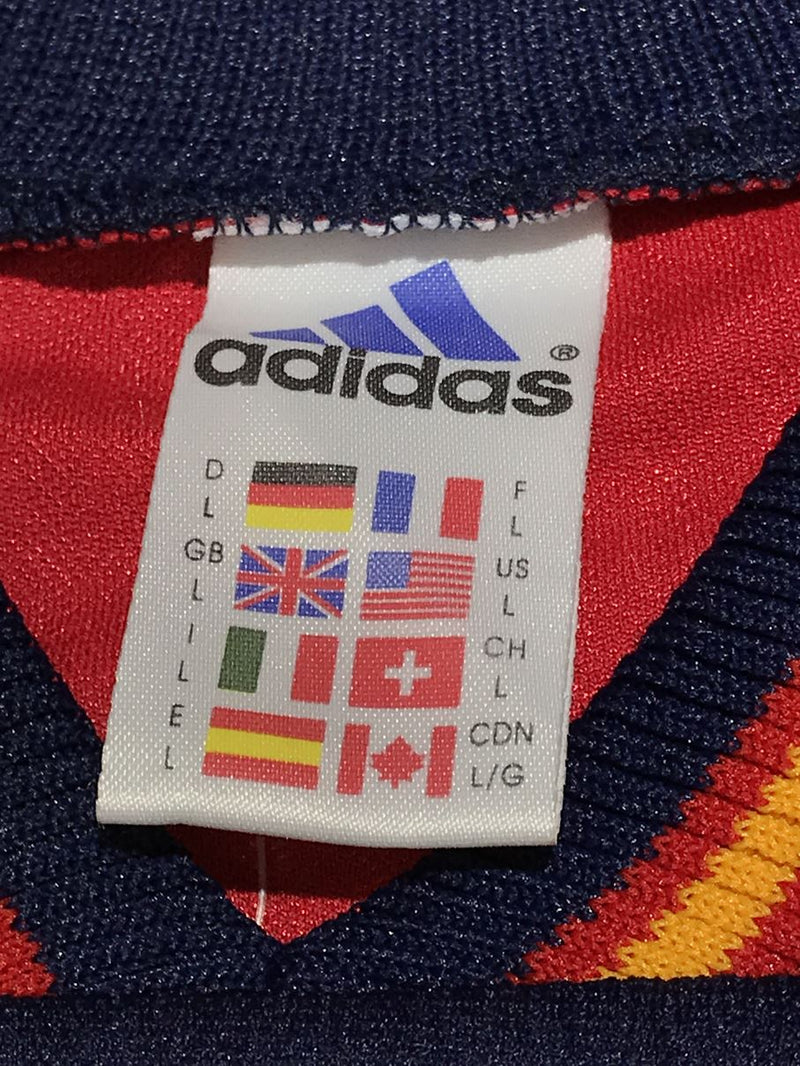 adidas®
D F
L L
GB US
L L
I CH
L L
E CDN
L L/G